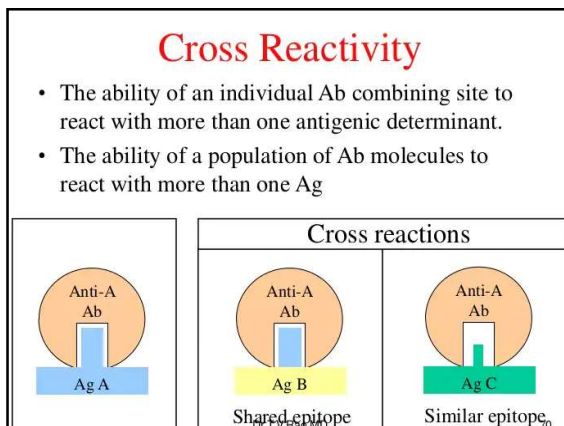 Cross Reactivity
• The ability of an individual Ab combining site to
react with more than one antigenic determinant.
• The ability of a population of Ab molecules to
react with more than one Ag
Cross reactions
Anti-A
Ab
Ag A
Anti-A
Ab
Ag B
Shared epitope
Anti-A
Ab
Ag C
Similar epitope
70